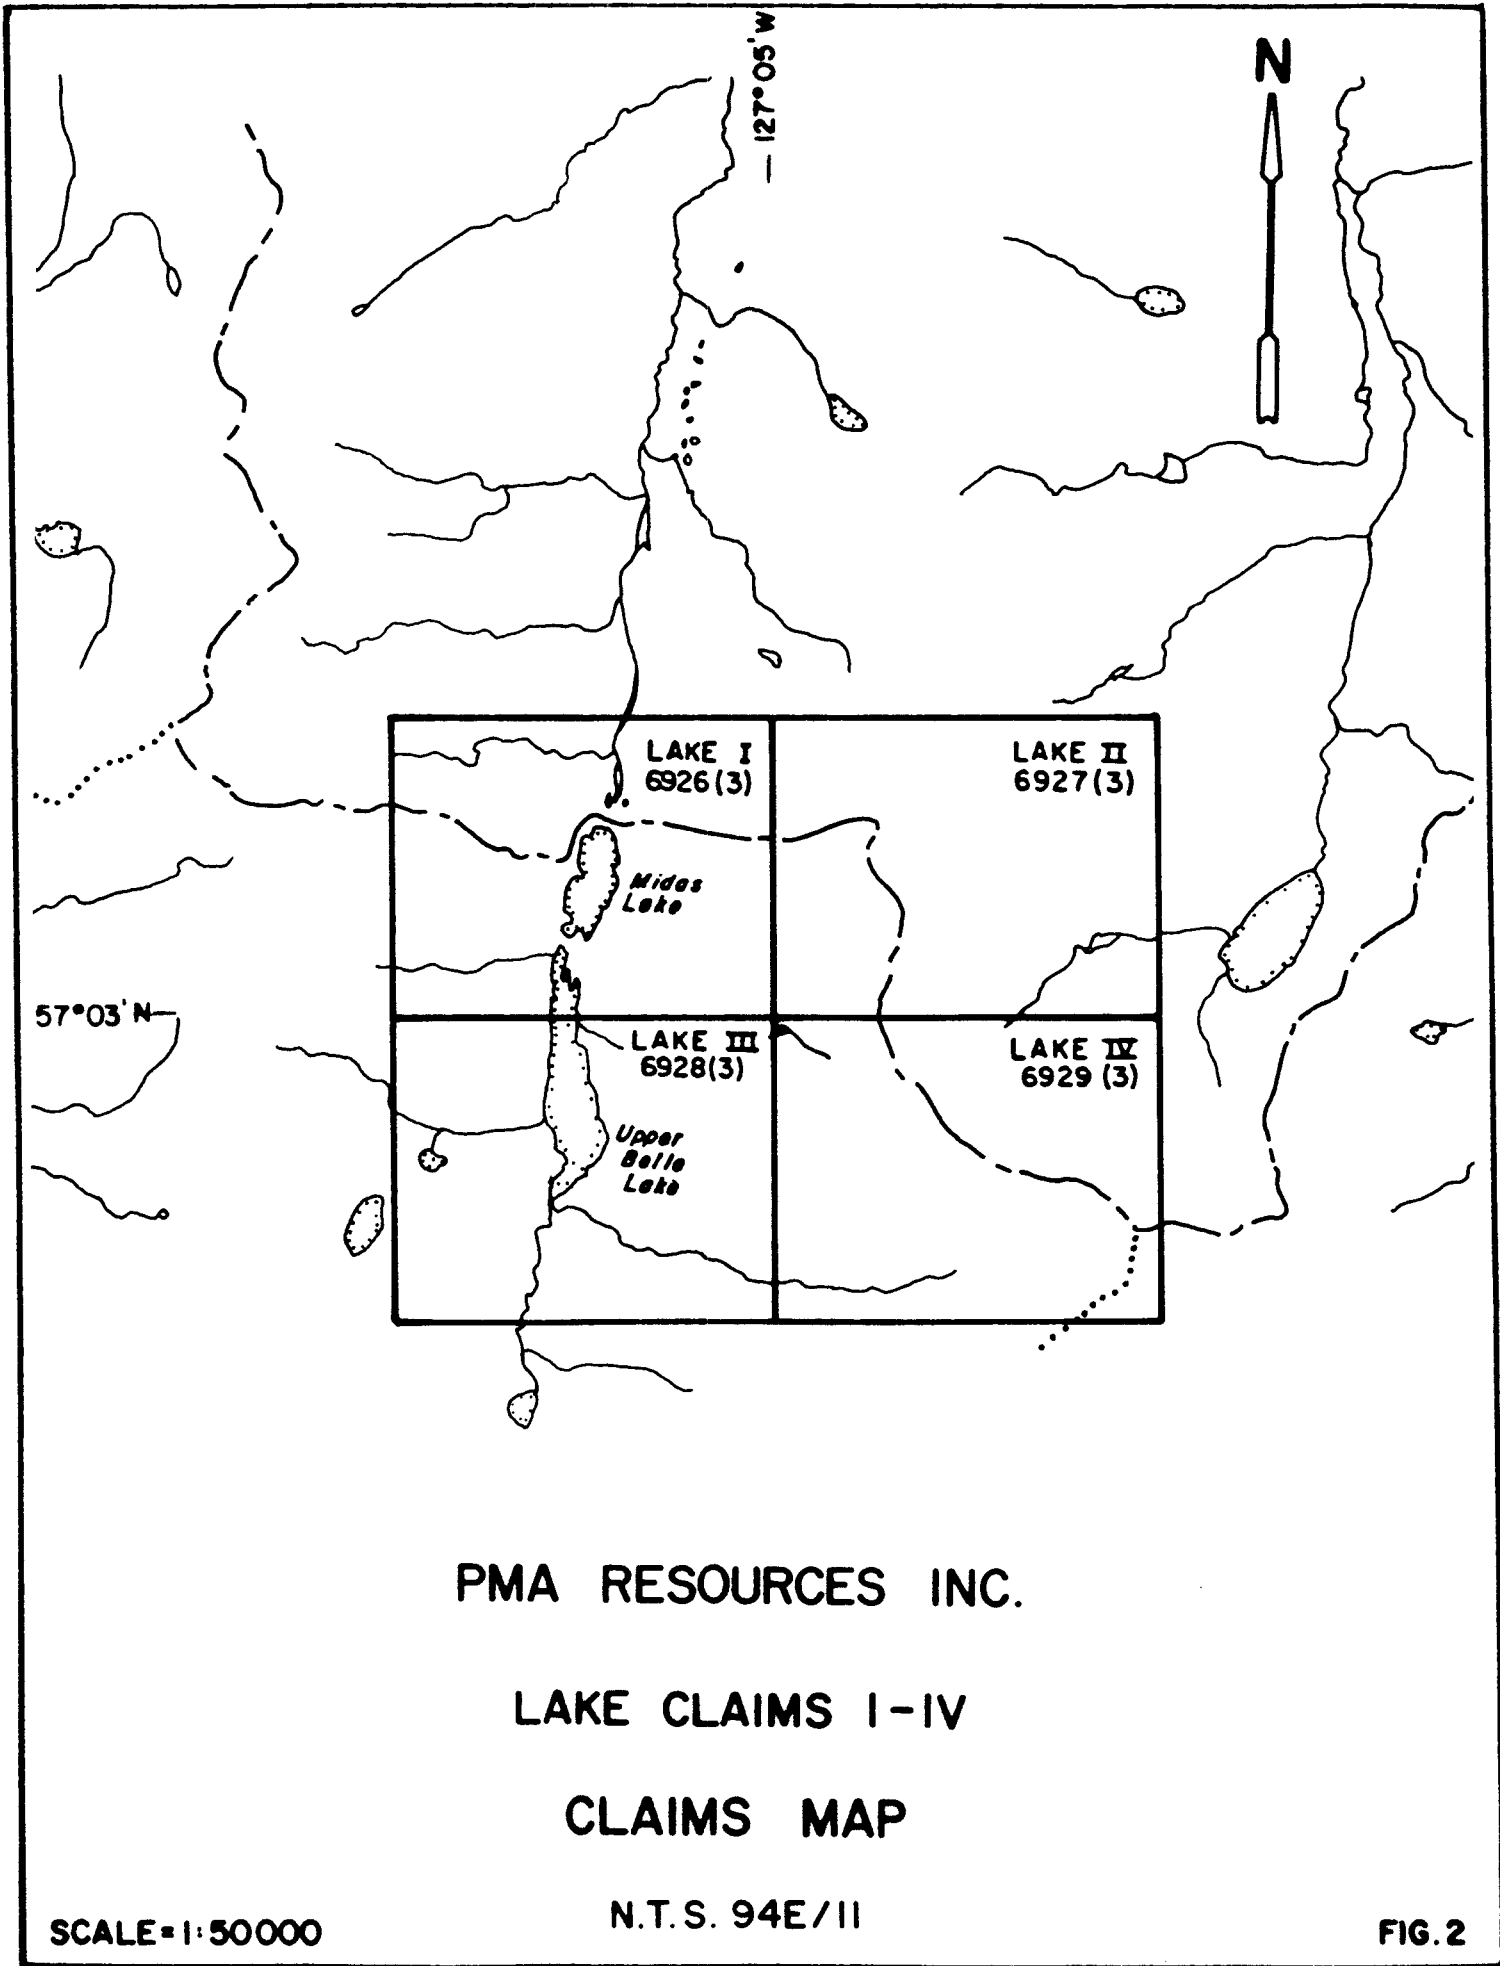 127°05'W
N
LAKE I
6926(3)
LAKE II
6927(3)
Midas
Lake
57°03'N
LAKE III
6928(3)
LAKE IV
6929 (3)
Upper
Belle
Lake
PMA RESOURCES INC.
LAKE CLAIMS I-IV
CLAIMS MAP
N.T.S. 94E/11
SCALE=1:50000
FIG. 2